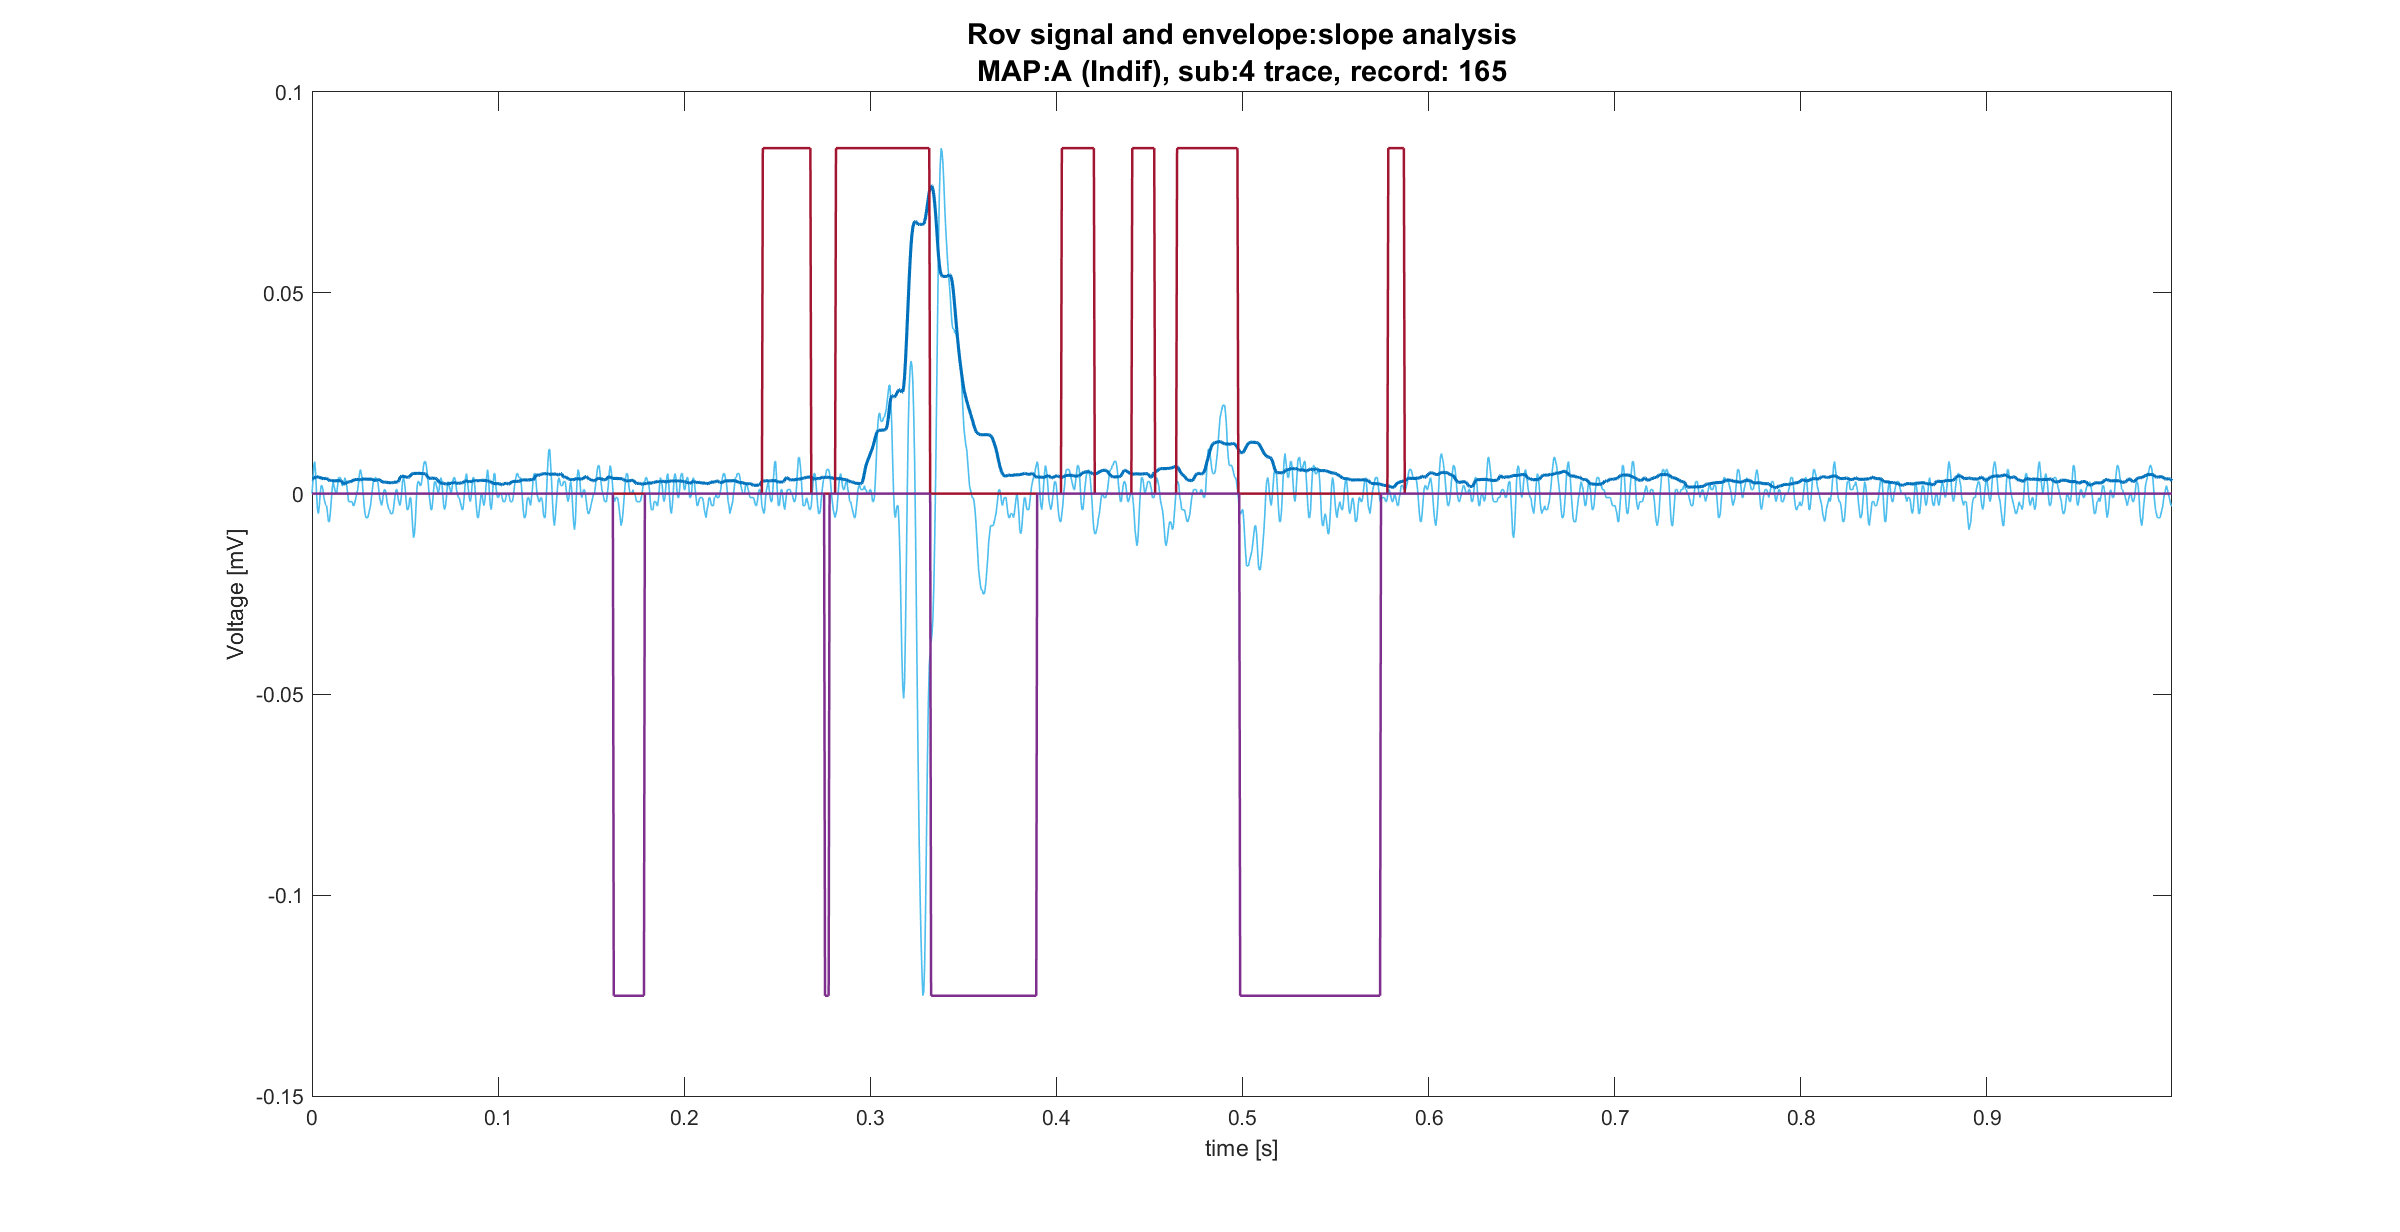 Rov signal and envelope:slope analysis
MAP:A (Indif), sub:4 trace, record: 165
0.1
0.05
0
-0.05
-0.1
-0.15
Voltage [mV]
0 0.1 0.2 0.3 0.4 0.5 0.6 0.7 0.8 0.9
time [s]